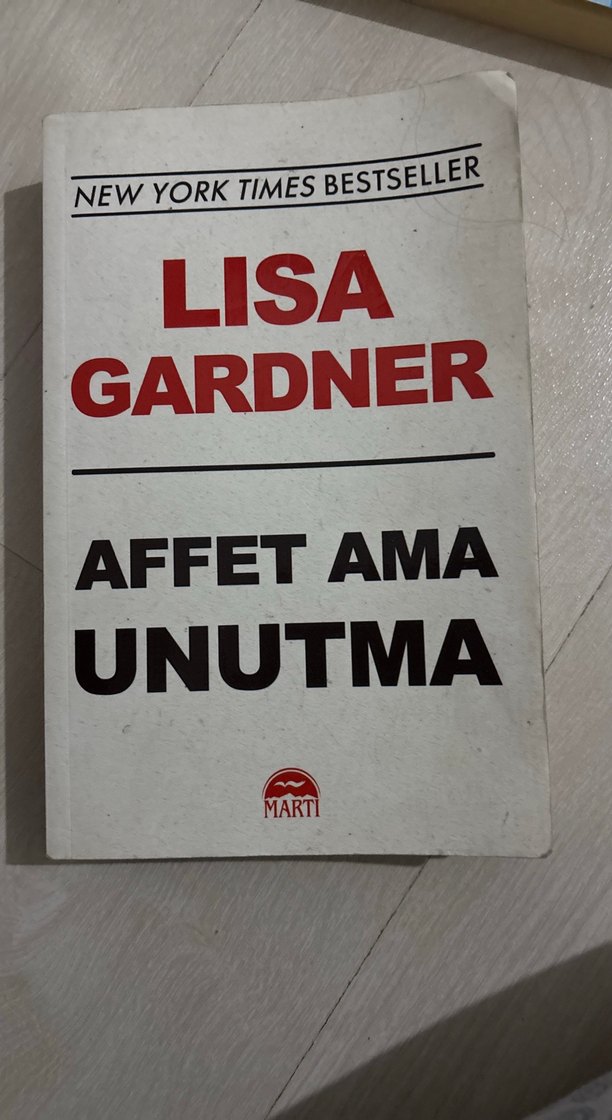 NEW YORK TIMES BESTSELLER
LISA
GARDNER
AFFET AMA
UNUTMA
MARTI